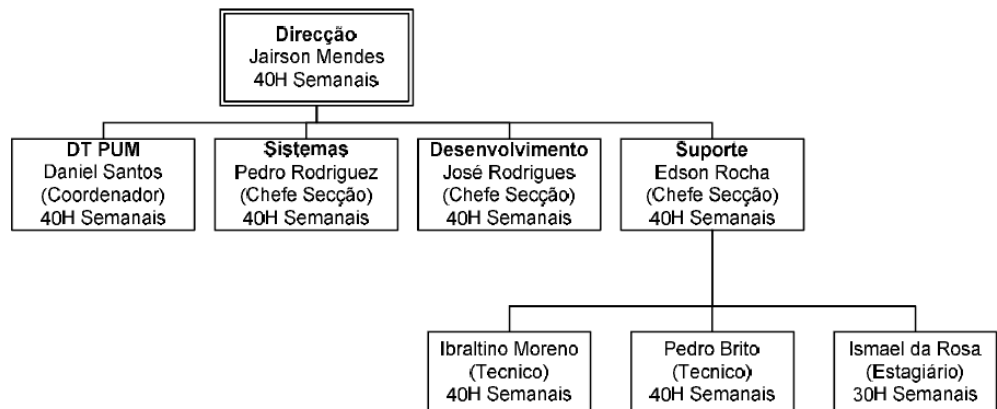 Direcção
Jairson Mendes
40H Semanais
DT PUM
Daniel Santos
(Coordenador)
40H Semanais
Sistemas
Pedro Rodriguez
(Chefe Secção)
40H Semanais
Desenvolvimento
José Rodrigues
(Chefe Secção)
40H Semanais
Suporte
Edson Rocha
(Chefe Secção)
40H Semanais
Ibraltino Moreno
(Tecnico)
40H Semanais
Pedro Brito
(Tecnico)
40H Semanais
Ismael da Rosa
(Estagiário)
30H Semanais